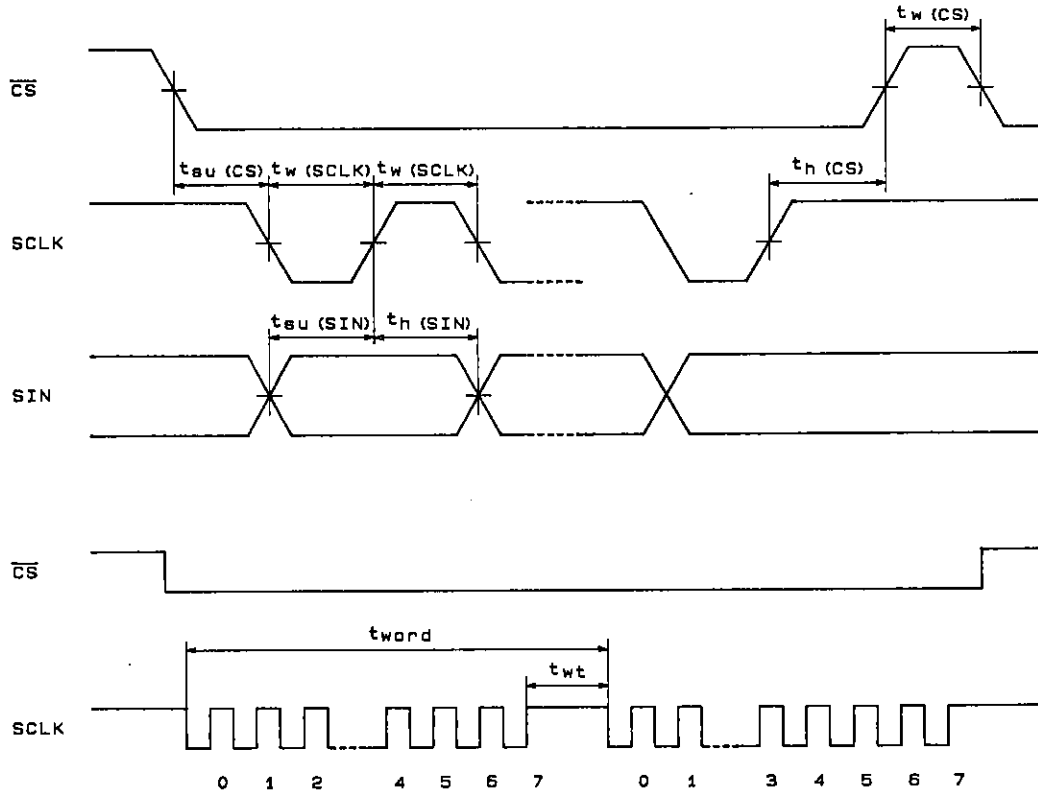 tw (CS)
CS
tsu (CS) tw (SCLK) tw (SCLK) th (CS)
SCLK
tsu (SIN) th (SIN)
SIN
CS
tword
twt
SCLK
0 1 2 4 5 6 7 0 1 3 4 5 6 7